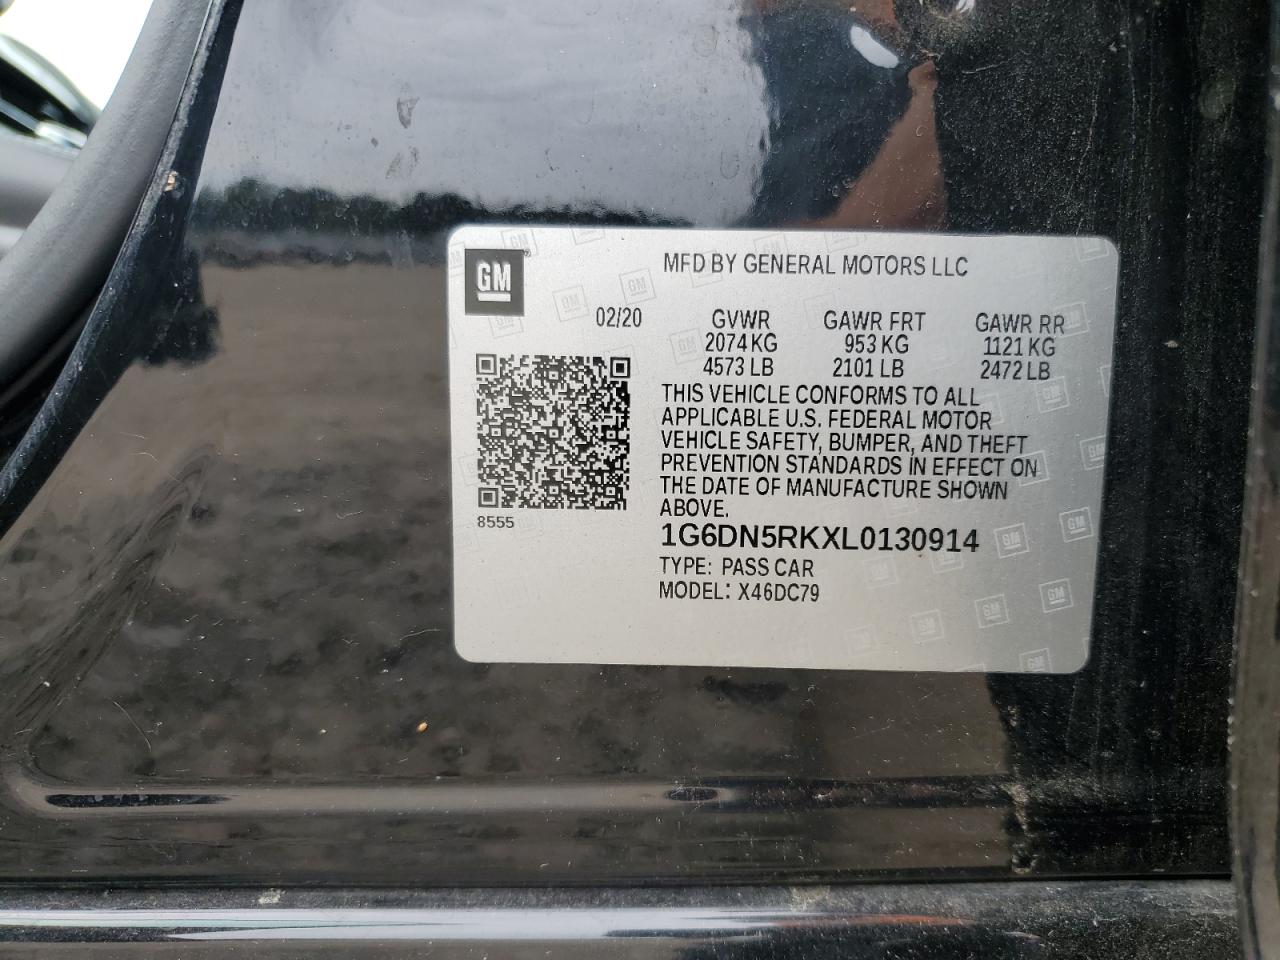 GM
MFD BY GENERAL MOTORS LLC
02/20 GVWR GAWR FRT GAWR RR
2074 KG 953 KG 1121 KG
4573 LB 2101 LB 2472 LB
THIS VEHICLE CONFORMS TO ALL
APPLICABLE U.S. FEDERAL MOTOR
VEHICLE SAFETY, BUMPER, AND THEFT
PREVENTION STANDARDS IN EFFECT ON
THE DATE OF MANUFACTURE SHOWN
ABOVE.
8555
1G6DN5RKXL0130914
TYPE: PASS CAR
MODEL: X46DC79